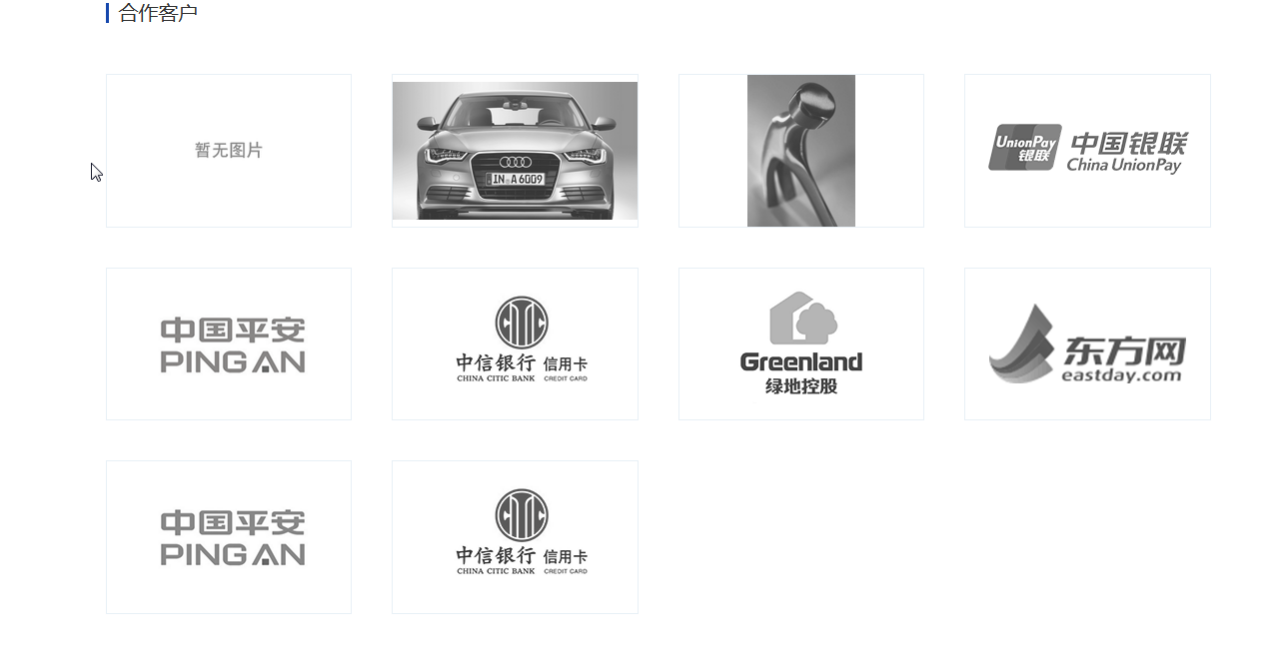 合作客户
暂无图片
IN·A 6009
UnionPay
银联
中国银联
China UnionPay
中国平安
PING AN
中信银行 信用卡
CHINA CITIC BANK CREDIT CARD
Greenland
绿地控股
东方网
eastday.com
中国平安
PING AN
中信银行 信用卡
CHINA CITIC BANK CREDIT CARD